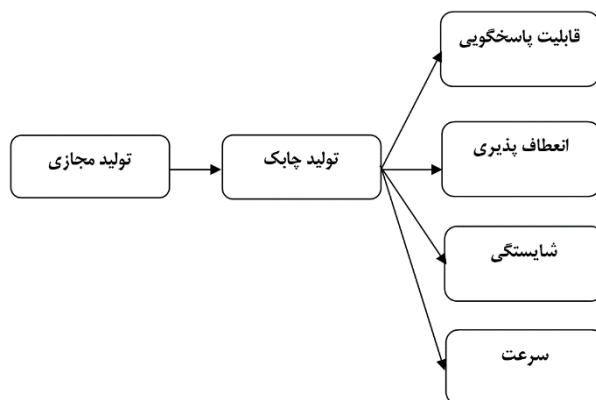 قابلیت پاسخگویی
انعطاف پذیری
تولید چابک
تولید مجازی
شایستگی
سرعت